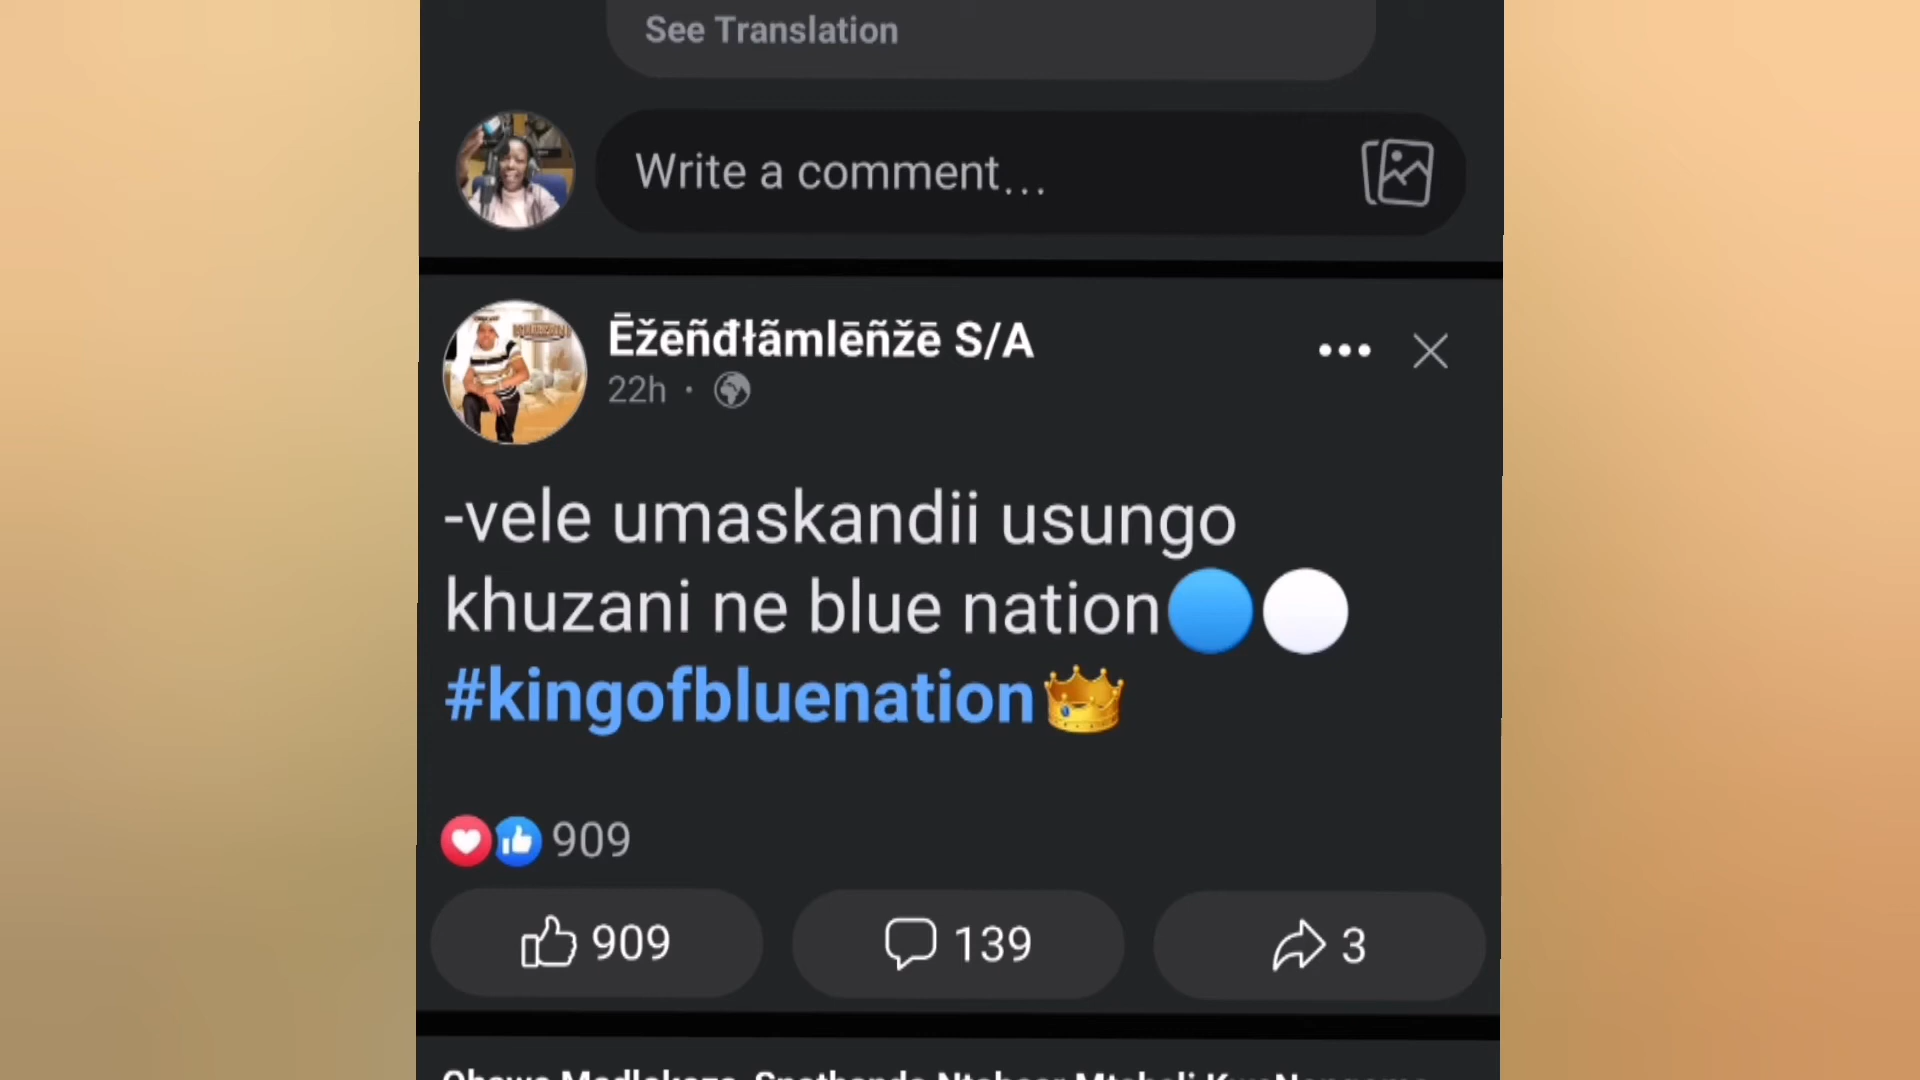 See Translation
Write a comment...
Ēžēñđłãmlēñžē S/A
22h ·
-vele umaskandii usungo
khuzani ne blue nation🔵⚪
#kingofbluenation👑
909
909 139 3